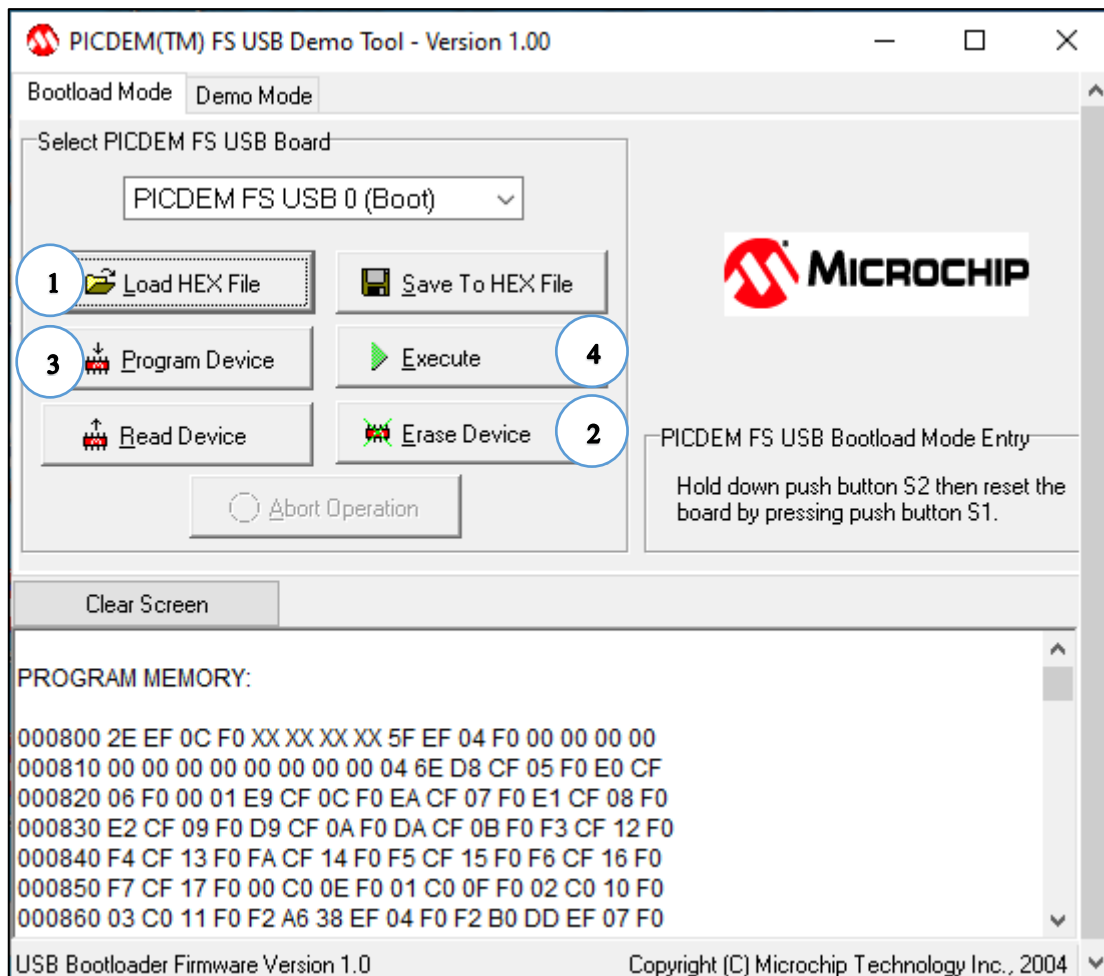 PICDEM(TM) FS USB Demo Tool - Version 1.00
Bootload Mode Demo Mode
Select PICDEM FS USB Board
PICDEM FS USB 0 (Boot)
1 Load HEX File
Save To HEX File
3 Program Device
Execute 4
Read Device
Erase Device 2
Abort Operation
MICROCHIP
PICDEM FS USB Bootload Mode Entry
Hold down push button S2 then reset the
board by pressing push button S1.
Clear Screen
PROGRAM MEMORY:
000800 2E EF 0C F0 XX XX XX XX 5F EF 04 F0 00 00 00 00
000810 00 00 00 00 00 00 00 00 04 6E D8 CF 05 F0 E0 CF
000820 06 F0 00 01 E9 CF 0C F0 EA CF 07 F0 E1 CF 08 F0
000830 E2 CF 09 F0 D9 CF 0A F0 DA CF 0B F0 F3 CF 12 F0
000840 F4 CF 13 F0 FA CF 14 F0 F5 CF 15 F0 F6 CF 16 F0
000850 F7 CF 17 F0 00 C0 0E F0 01 C0 0F F0 02 C0 10 F0
000860 03 C0 11 F0 F2 A6 38 EF 04 F0 F2 B0 DD EF 07 F0
USB Bootloader Firmware Version 1.0
Copyright (C) Microchip Technology Inc., 2004